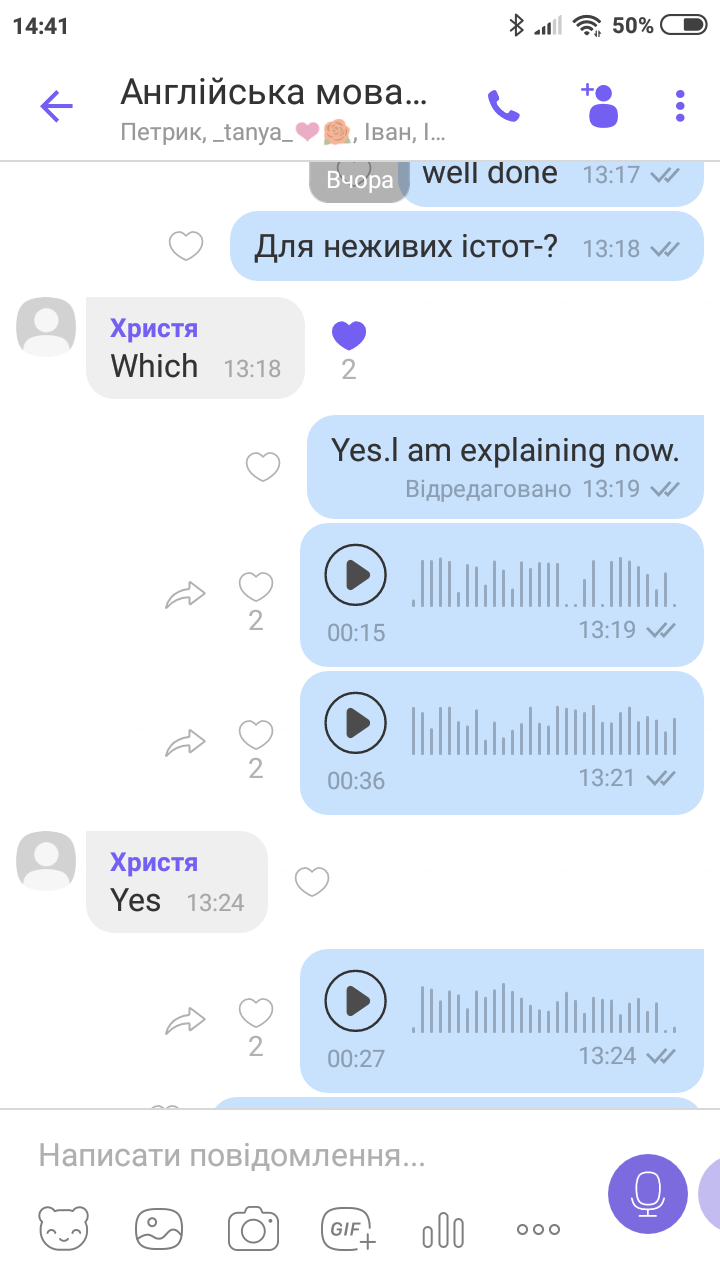 14:41
50%
Англійська мова...
Петрик, _tanya_❤🌹, Іван, І...
Вчора
well done 13:17
Для неживих істот-? 13:18
Христя
Which 13:18
2
Yes.I am explaining now.
Відредаговано 13:19
2
00:15 13:19
2
00:36 13:21
Христя
Yes 13:24
2
00:27 13:24
Написати повідомлення...
GIF